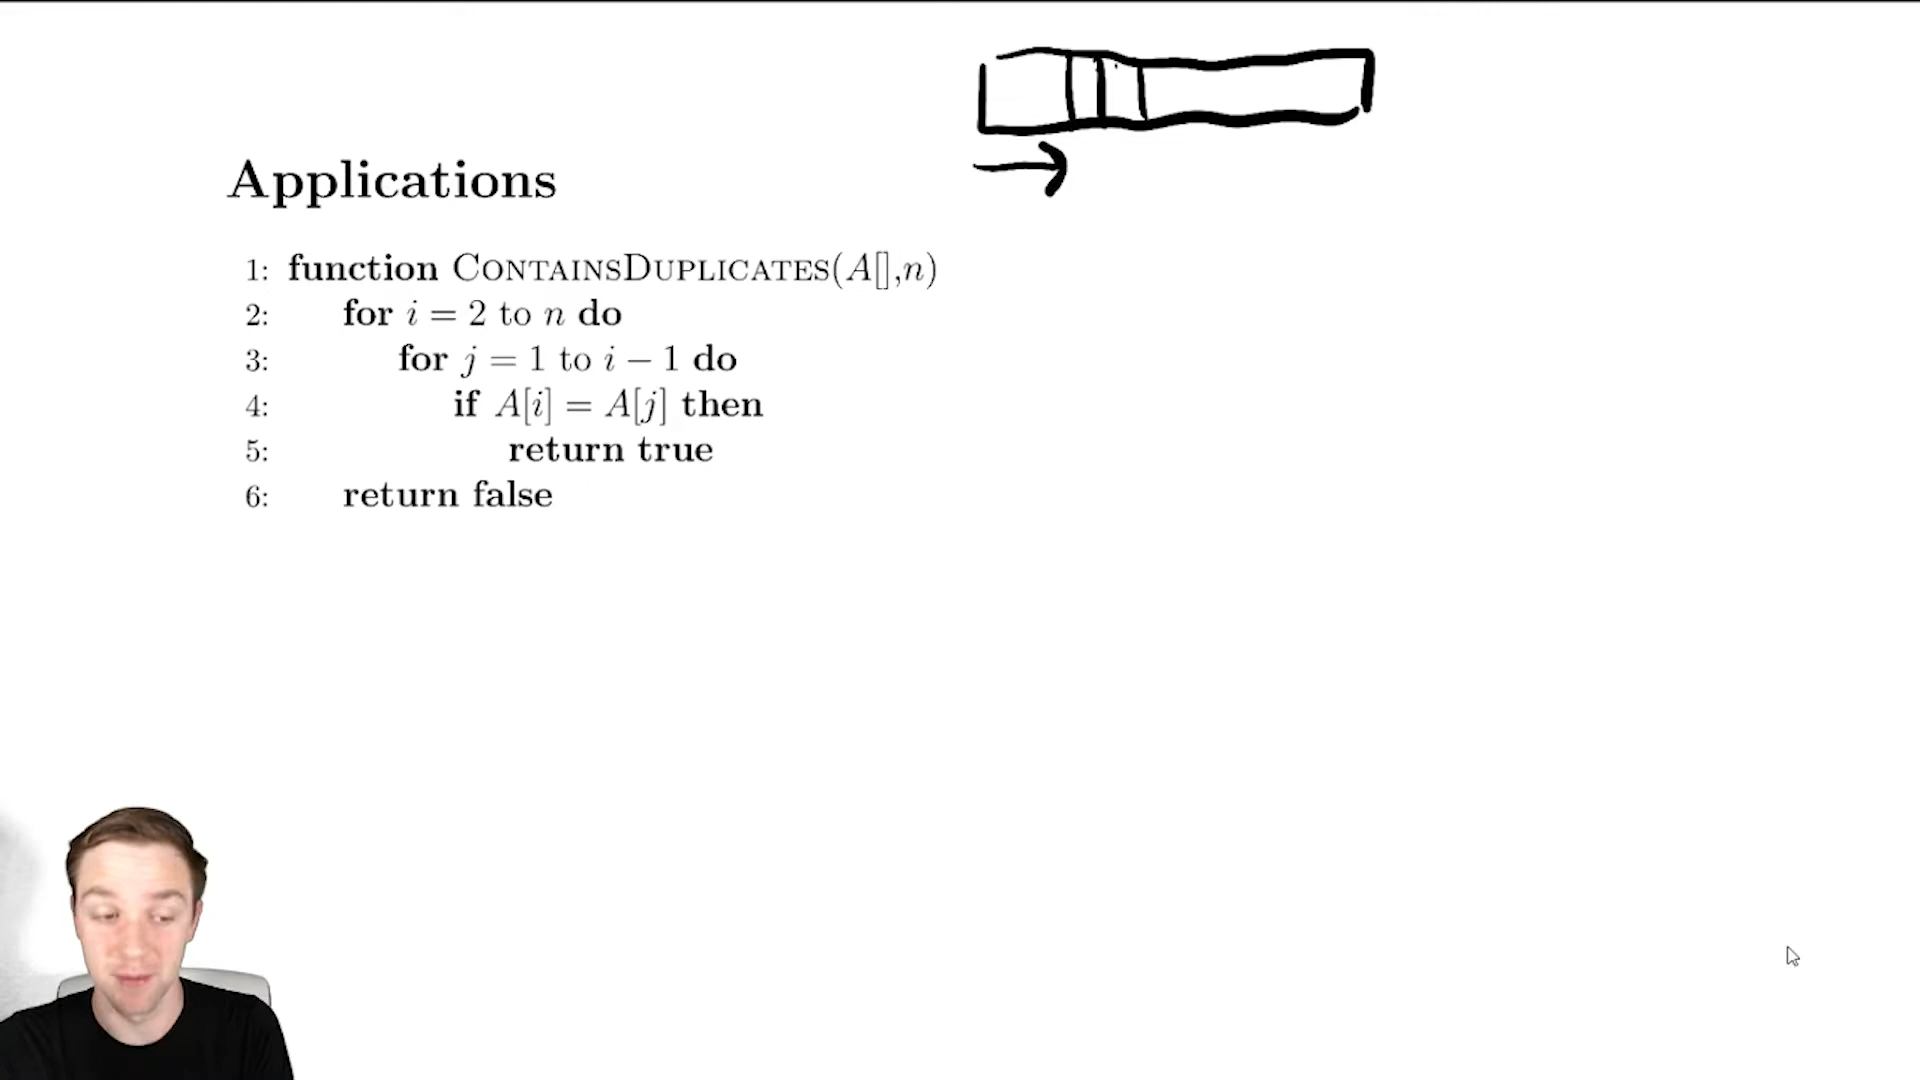 Applications
1: function CONTAINSDUPLICATES(A[],n)
2: for i = 2 to n do
3: for j = 1 to i − 1 do
4: if A[i] = A[j] then
5: return true
6: return false